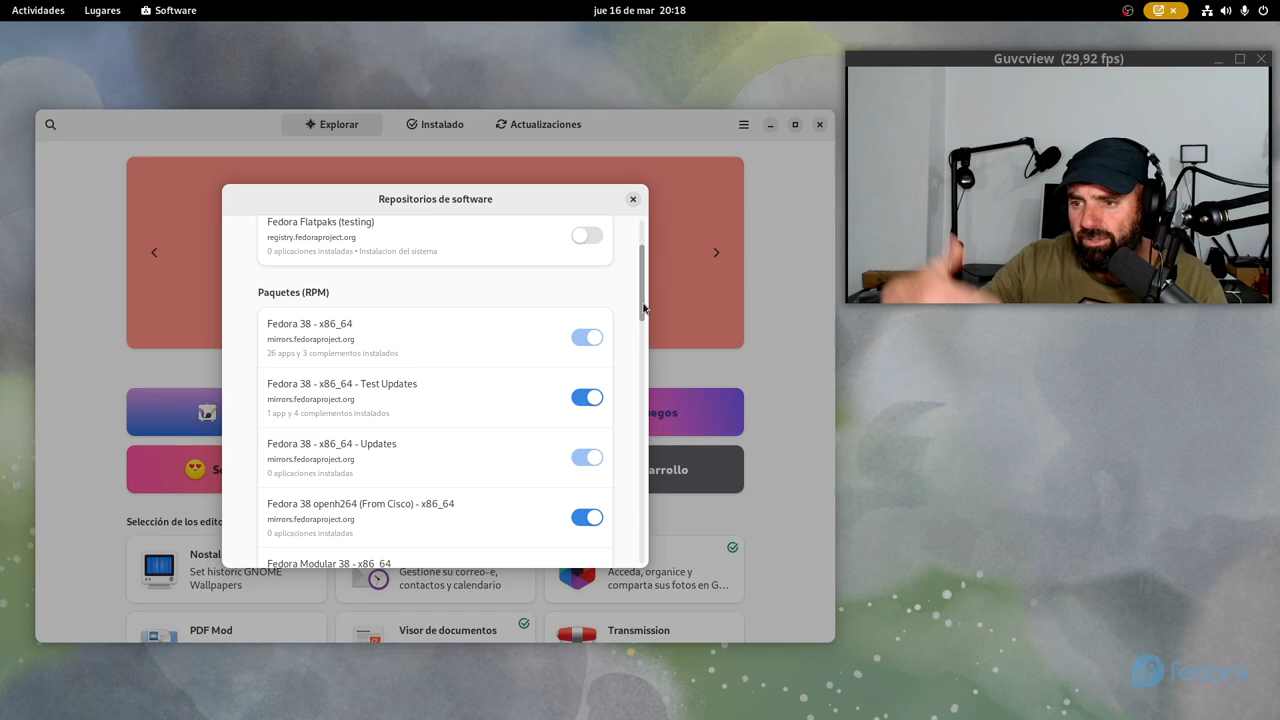 Actividades Lugares Software jue 16 de mar 20:18
Guvcview (29,92 fps)
Explorar Instalado Actualizaciones
Repositorios de software
Fedora Flatpaks (testing)
registry.fedoraproject.org
0 aplicaciones instaladas • Instalacion del sistema
Paquetes (RPM)
Fedora 38 - x86_64
mirrors.fedoraproject.org
26 apps y 3 complementos instalados
Fedora 38 - x86_64 - Test Updates
mirrors.fedoraproject.org
1 app y 4 complementos instalados
Fedora 38 - x86_64 - Updates
mirrors.fedoraproject.org
0 aplicaciones instaladas
Fedora 38 openh264 (From Cisco) - x86_64
mirrors.fedoraproject.org
0 aplicaciones instaladas
Fedora Modular 38 - x86_64
egos
So
arrollo
Selección de los edito
Nostal
Set historic GNOME
Wallpapers
Gestione su correo-e,
contactos y calendario
Acceda, organice y
comparta sus fotos en G...
PDF Mod
Visor de documentos
Transmission
fedora